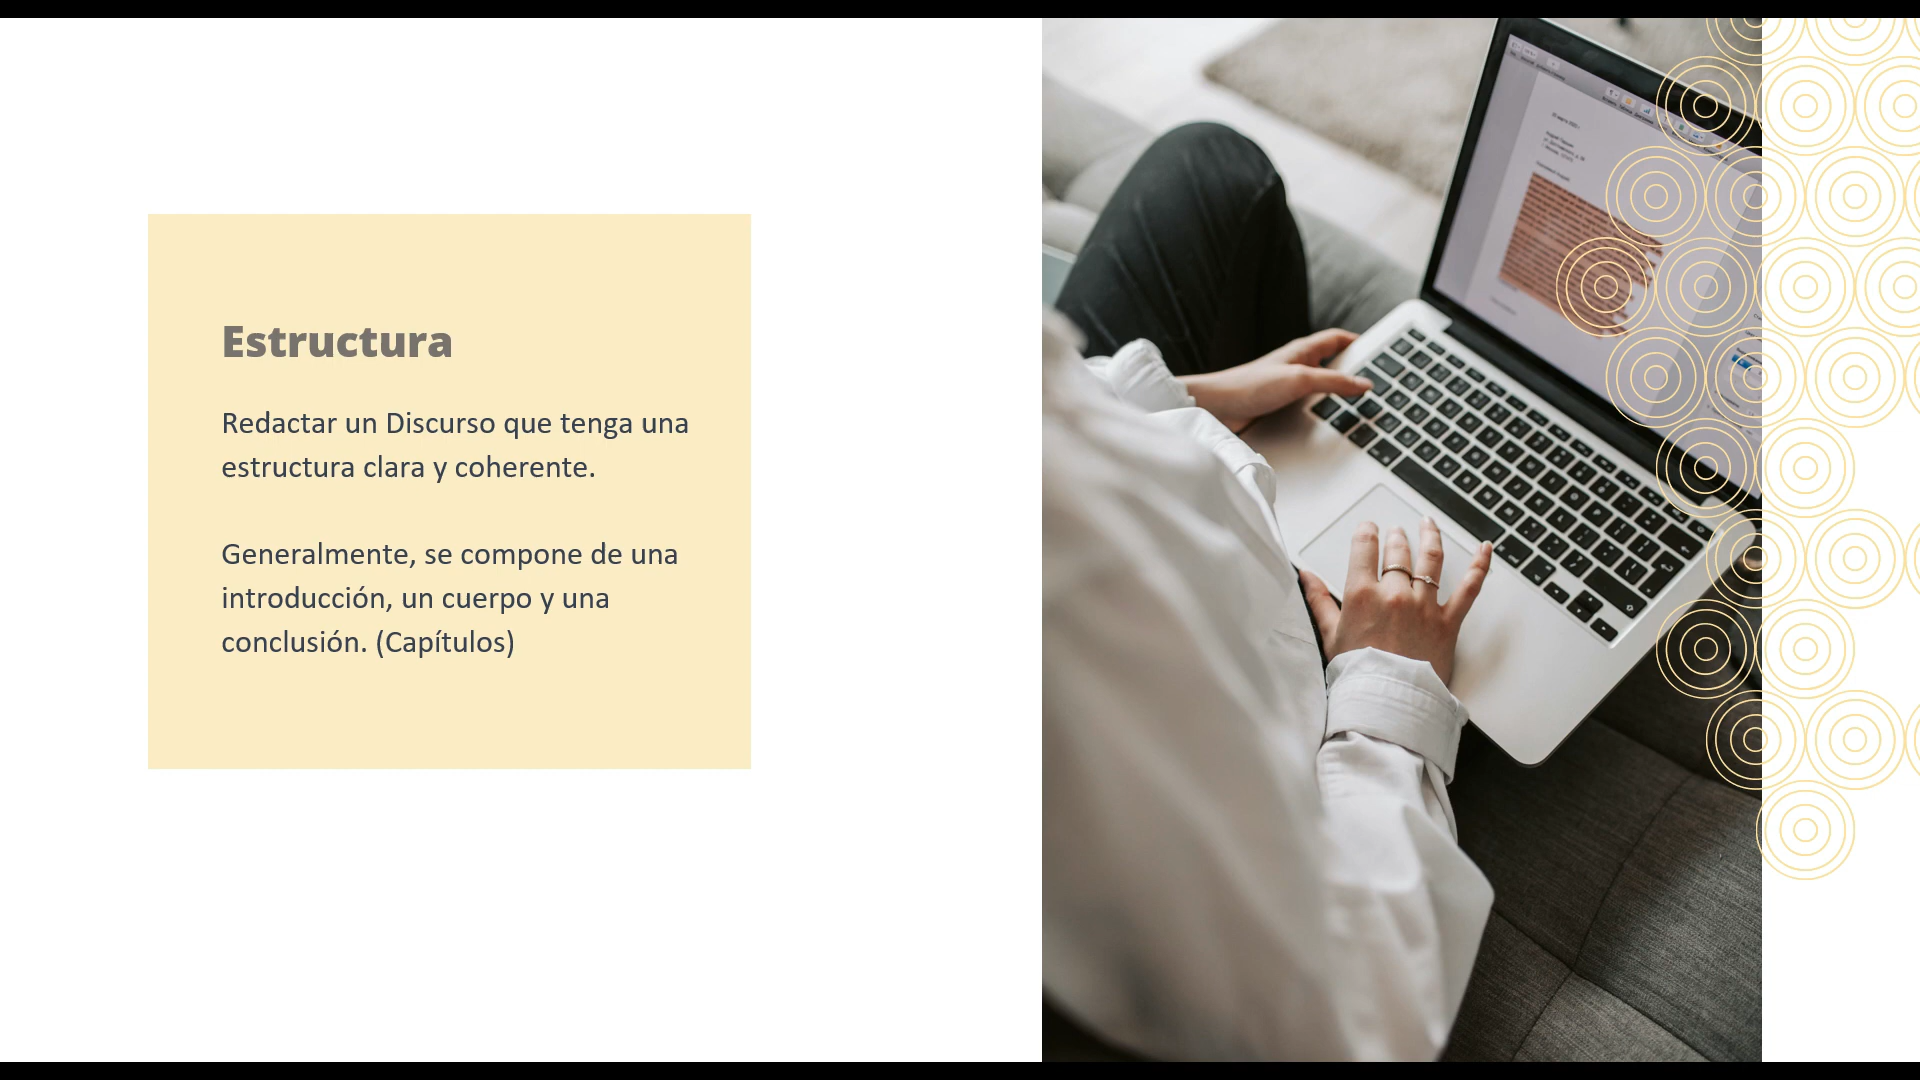 Estructura
Redactar un Discurso que tenga una
estructura clara y coherente.
Generalmente, se compone de una
introducción, un cuerpo y una
conclusión. (Capítulos)